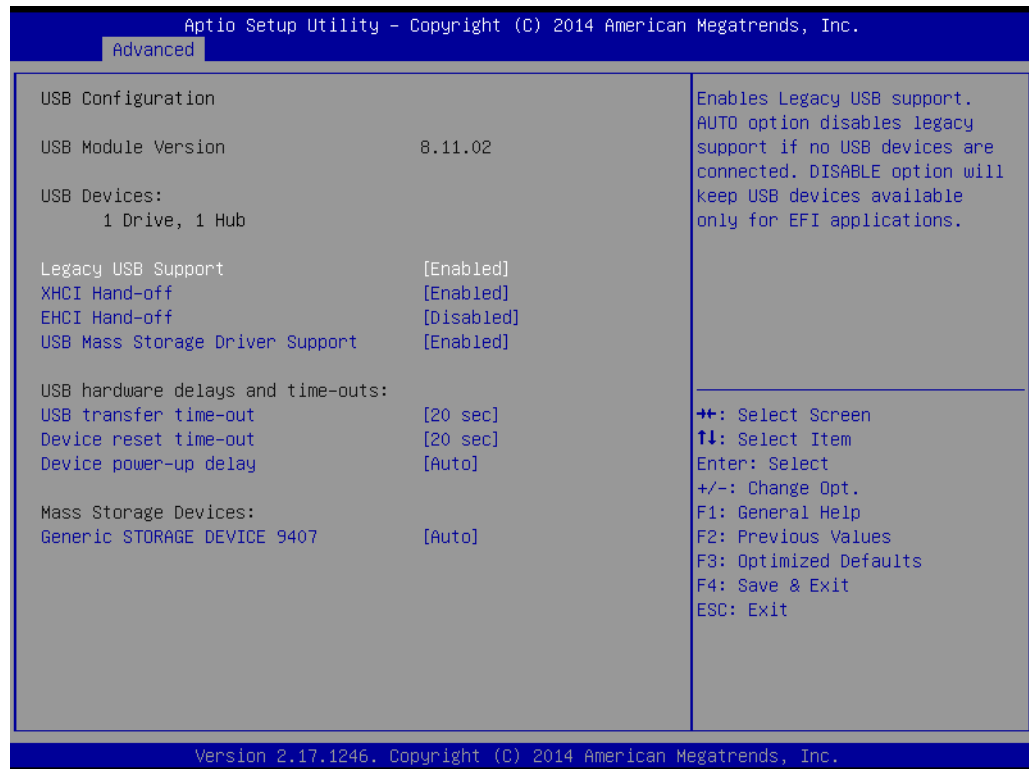 Aptio Setup Utility – Copyright (C) 2014 American Megatrends, Inc.
Advanced
USB Configuration
USB Module Version 8.11.02
USB Devices:
1 Drive, 1 Hub
Legacy USB Support [Enabled]
XHCI Hand-off [Enabled]
EHCI Hand-off [Disabled]
USB Mass Storage Driver Support [Enabled]
USB hardware delays and time-outs:
USB transfer time-out [20 sec]
Device reset time-out [20 sec]
Device power-up delay [Auto]
Mass Storage Devices:
Generic STORAGE DEVICE 9407 [Auto]
Enables Legacy USB support.
AUTO option disables legacy
support if no USB devices are
connected. DISABLE option will
keep USB devices available
only for EFI applications.
→←: Select Screen
↑↓: Select Item
Enter: Select
+/-: Change Opt.
F1: General Help
F2: Previous Values
F3: Optimized Defaults
F4: Save & Exit
ESC: Exit
Version 2.17.1246. Copyright (C) 2014 American Megatrends, Inc.